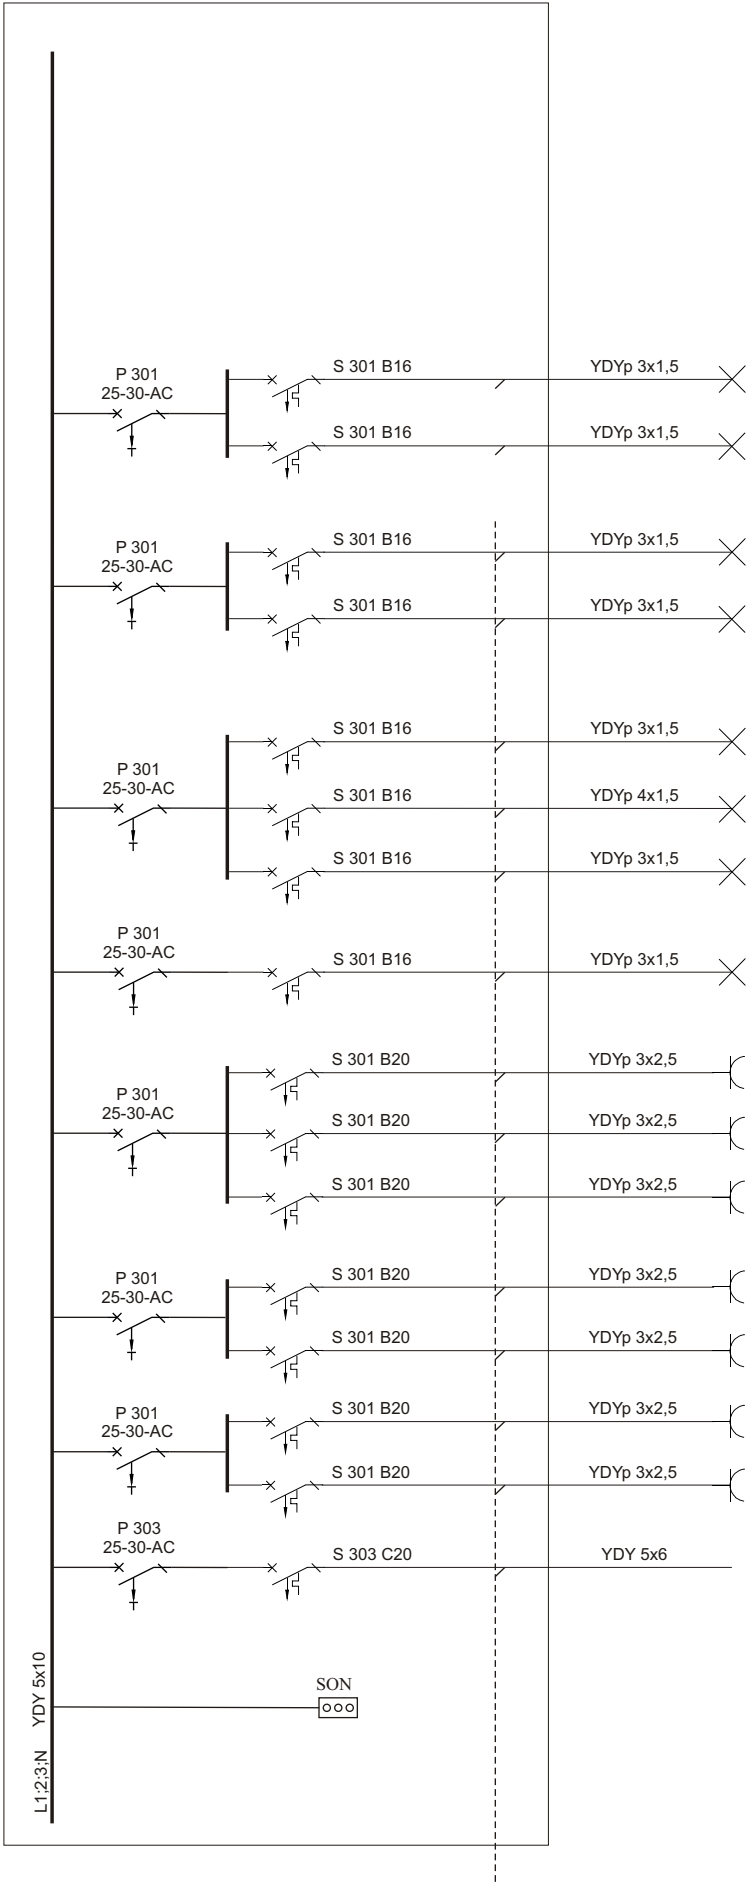 P 301
25-30-AC
S 301 B16
YDYp 3x1,5
S 301 B16
YDYp 3x1,5
P 301
25-30-AC
S 301 B16
YDYp 3x1,5
S 301 B16
YDYp 3x1,5
P 301
25-30-AC
S 301 B16
YDYp 3x1,5
S 301 B16
YDYp 4x1,5
S 301 B16
YDYp 3x1,5
P 301
25-30-AC
S 301 B16
YDYp 3x1,5
P 301
25-30-AC
S 301 B20
YDYp 3x2,5
S 301 B20
YDYp 3x2,5
S 301 B20
YDYp 3x2,5
P 301
25-30-AC
S 301 B20
YDYp 3x2,5
S 301 B20
YDYp 3x2,5
P 301
25-30-AC
S 301 B20
YDYp 3x2,5
S 301 B20
YDYp 3x2,5
P 303
25-30-AC
S 303 C20
YDY 5x6
SON
L1;2;3;N YDY 5x10